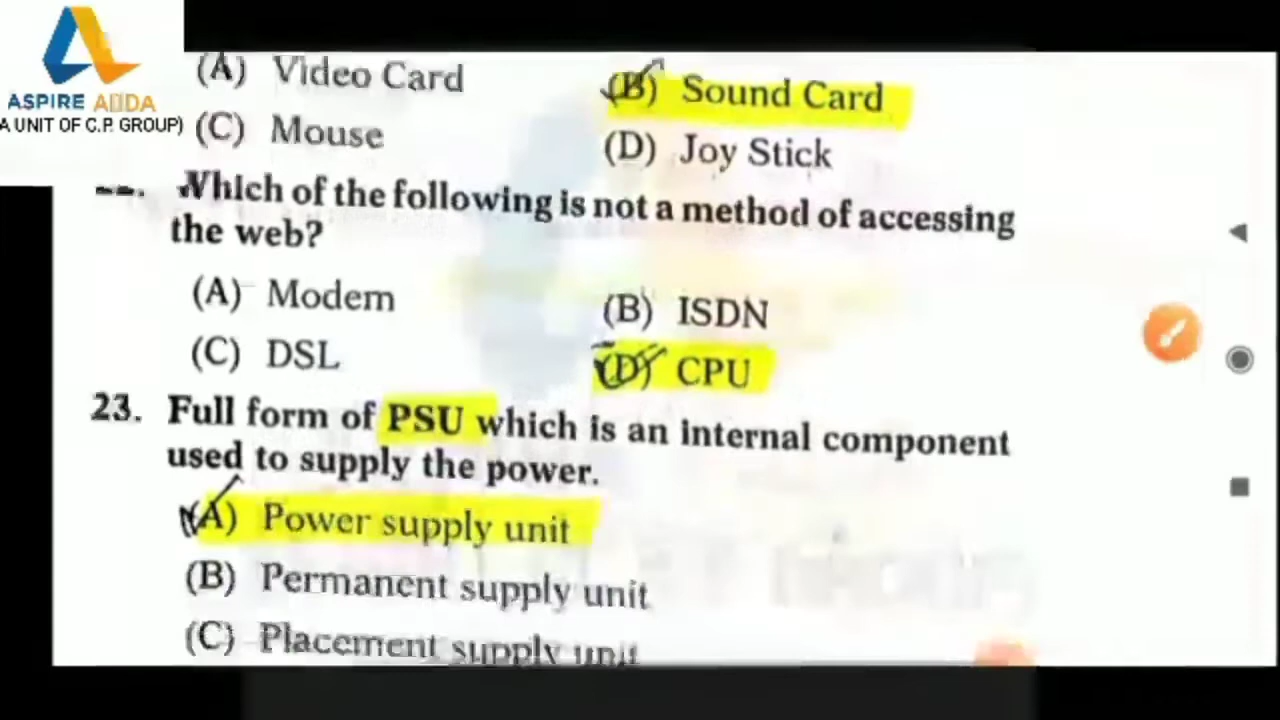 ASPIRE ADDA
A UNIT OF C.P. GROUP)
(A) Video Card
(B) Sound Card
(C) Mouse
(D) Joy Stick
Which of the following is not a method of accessing
the web?
(A) Modem
(B) ISDN
(C) DSL
(D) CPU
23. Full form of PSU which is an internal component
used to supply the power.
(A) Power supply unit
(B) Permanent supply unit
(C) Placement supply unit